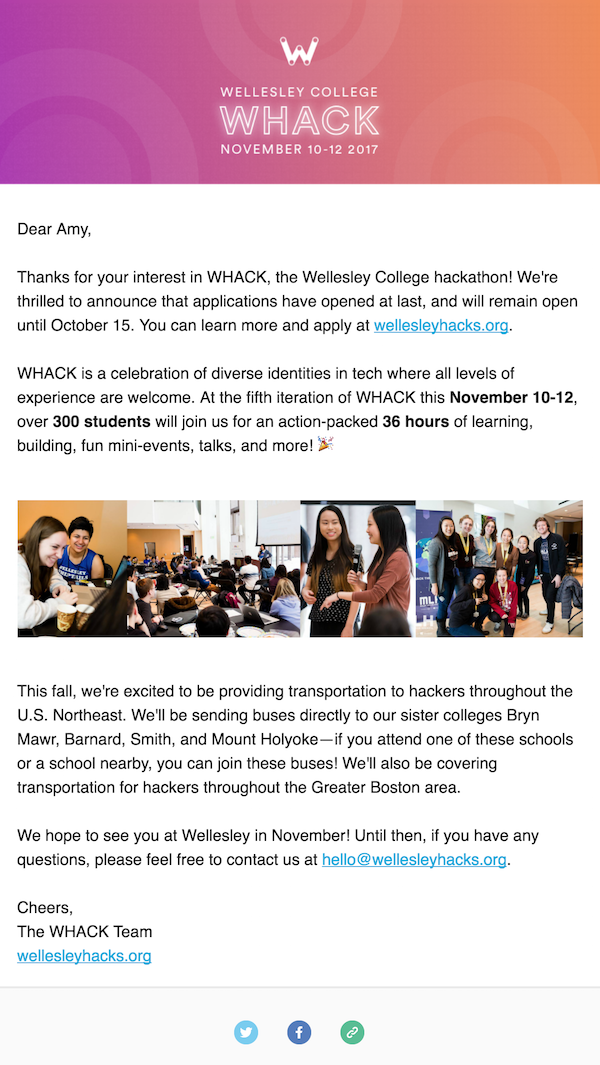 WELLESLEY COLLEGE
WHACK
NOVEMBER 10-12 2017
Dear Amy,
Thanks for your interest in WHACK, the Wellesley College hackathon! We're
thrilled to announce that applications have opened at last, and will remain open
until October 15. You can learn more and apply at wellesleyhacks.org.
WHACK is a celebration of diverse identities in tech where all levels of
experience are welcome. At the fifth iteration of WHACK this November 10-12,
over 300 students will join us for an action-packed 36 hours of learning,
building, fun mini-events, talks, and more! 🎉
This fall, we're excited to be providing transportation to hackers throughout the
U.S. Northeast. We'll be sending buses directly to our sister colleges Bryn
Mawr, Barnard, Smith, and Mount Holyoke—if you attend one of these schools
or a school nearby, you can join these buses! We'll also be covering
transportation for hackers throughout the Greater Boston area.
We hope to see you at Wellesley in November! Until then, if you have any
questions, please feel free to contact us at hello@wellesleyhacks.org.
Cheers,
The WHACK Team
wellesleyhacks.org